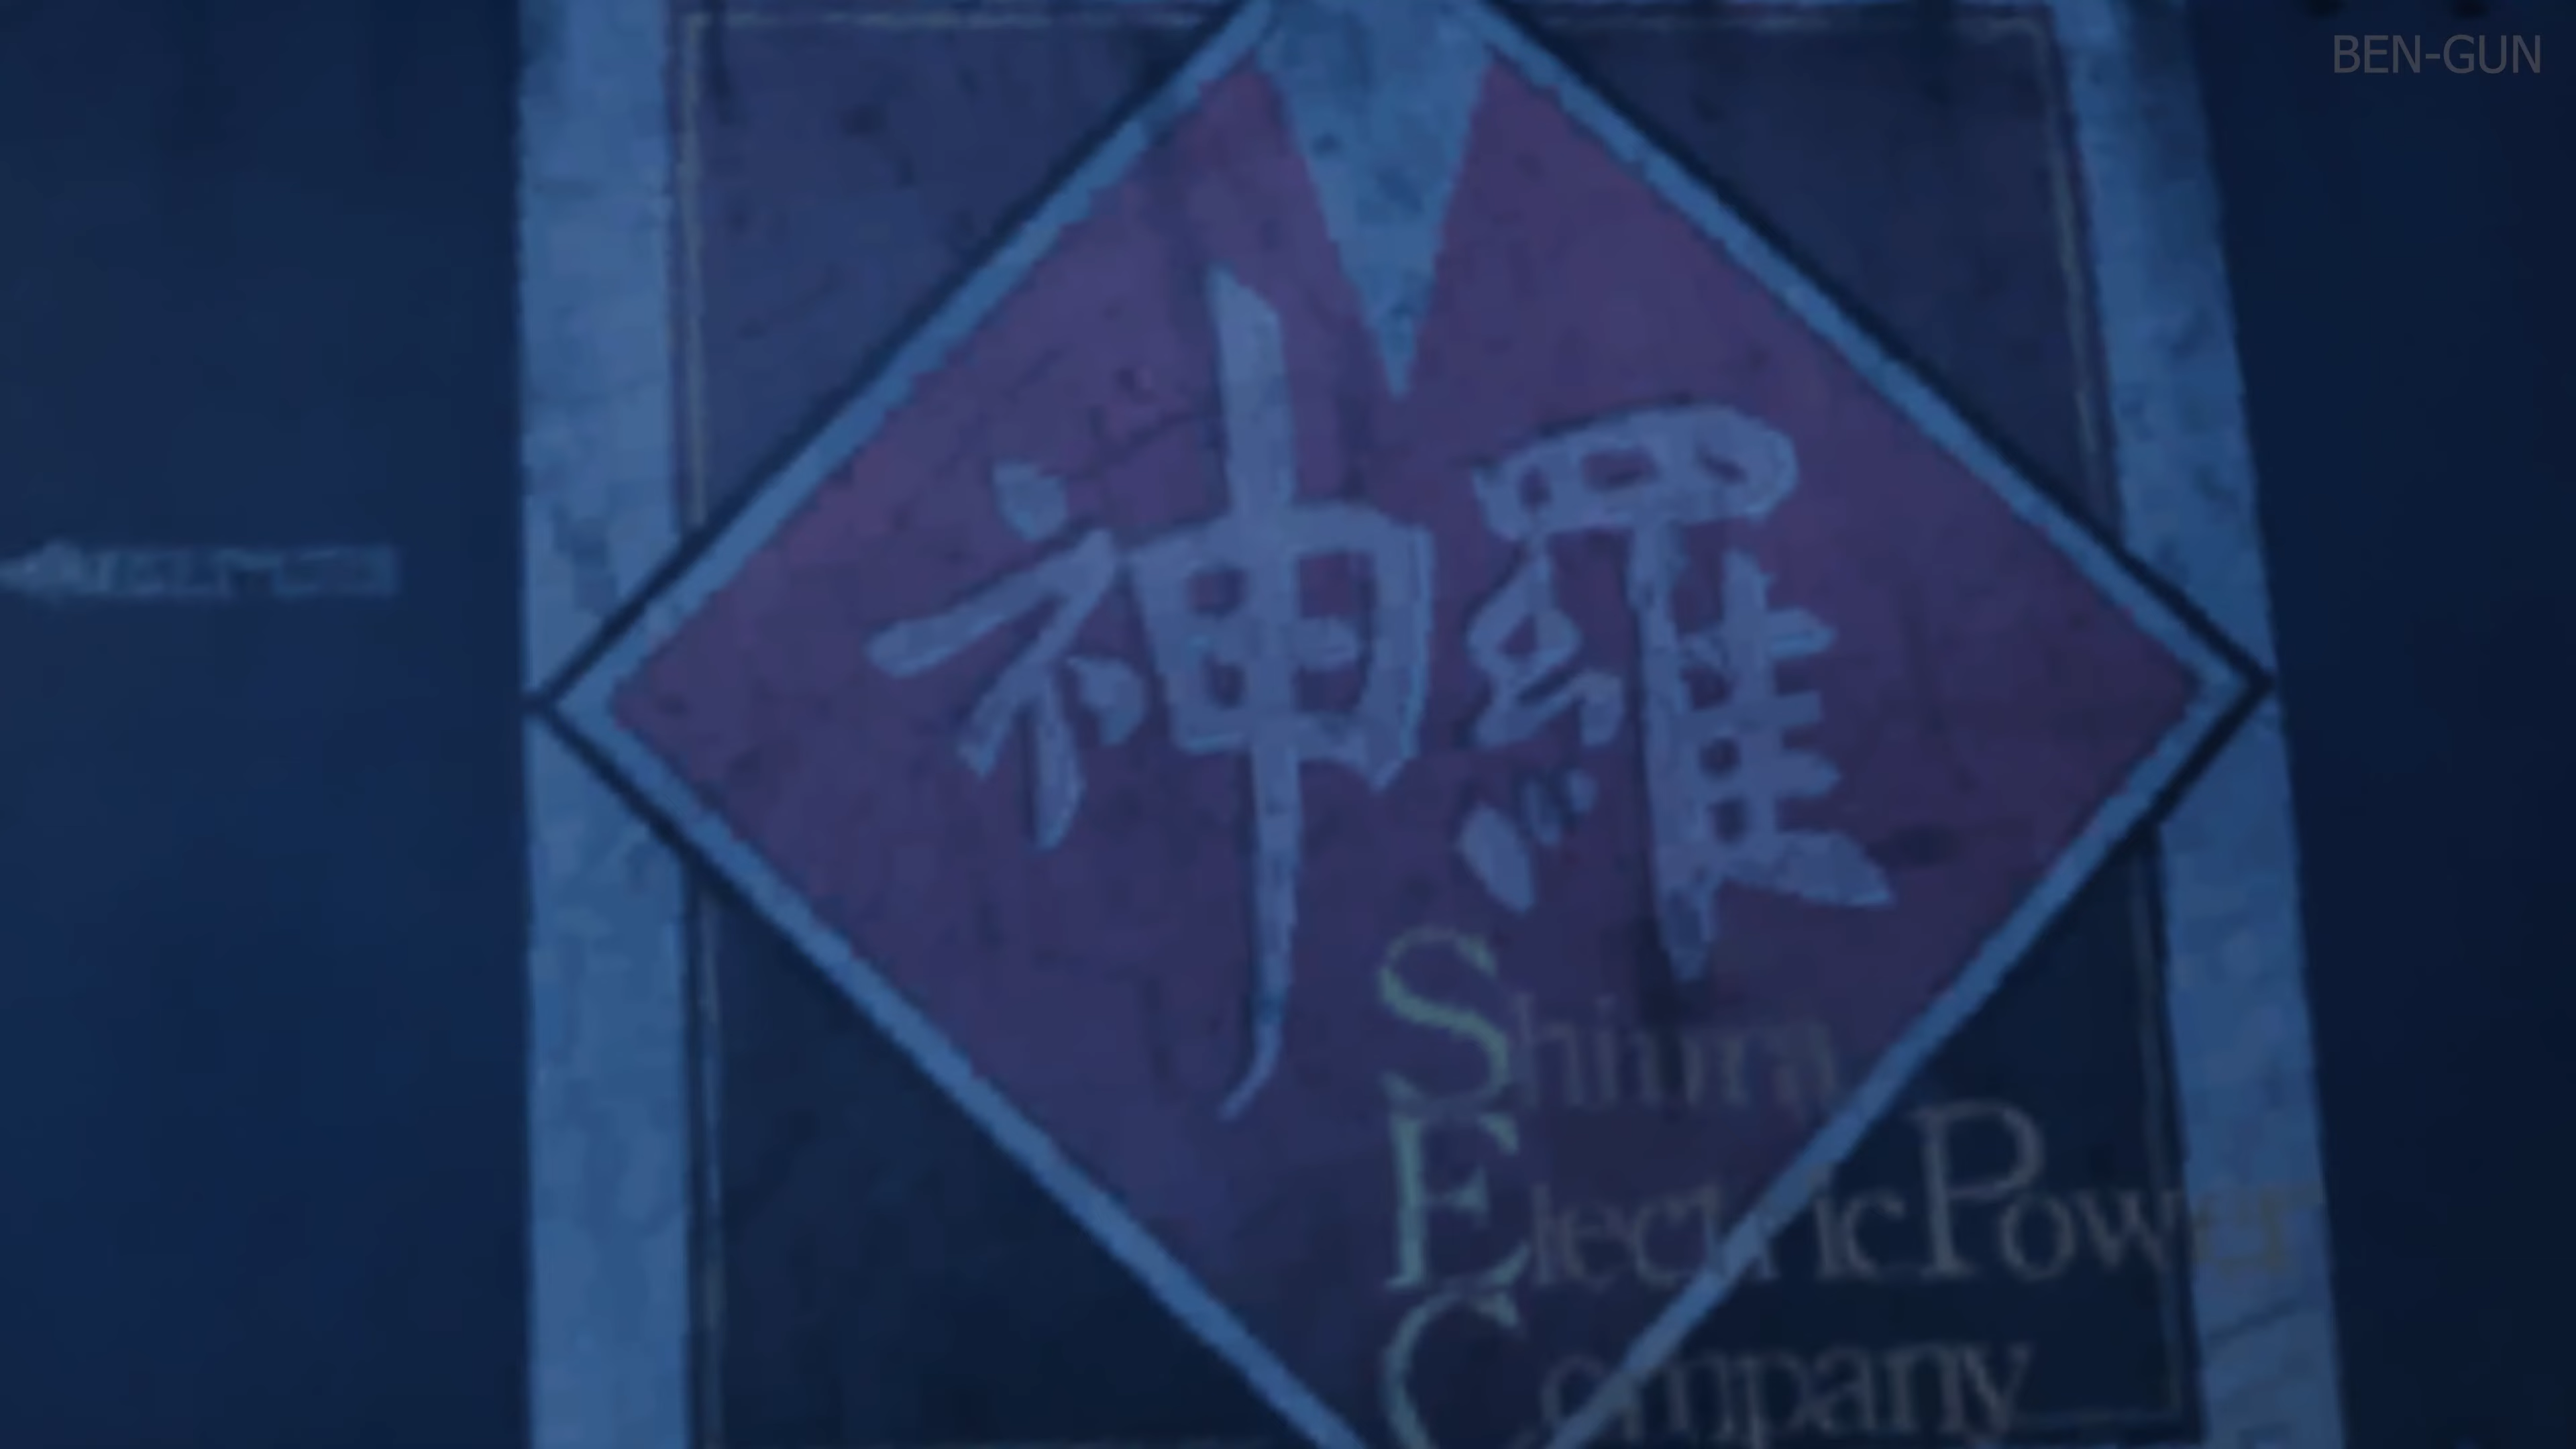 BEN-GUN
神羅
Shinra
Electric Power
Company